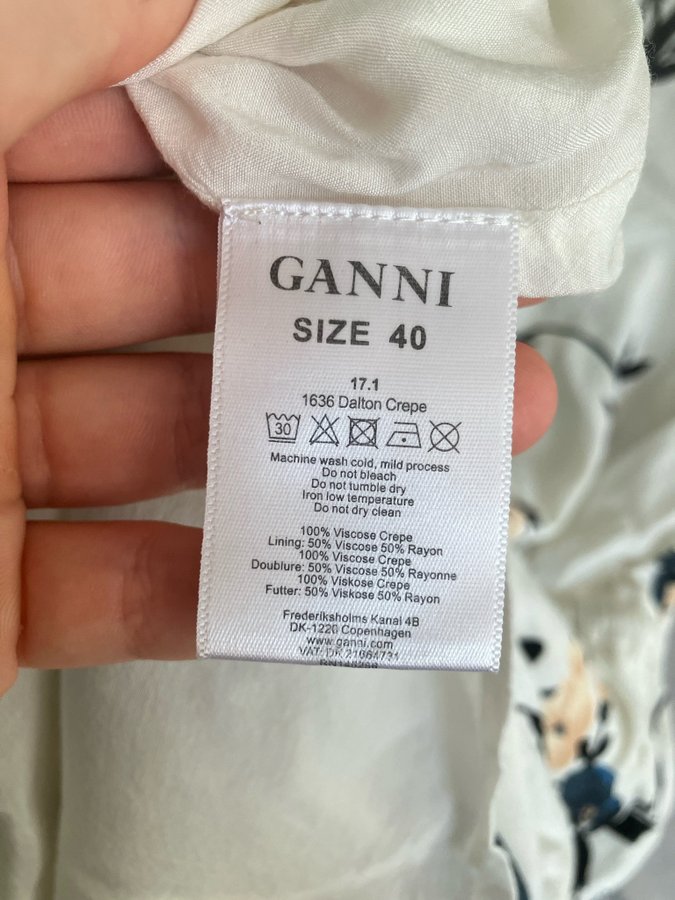 GANNI
SIZE 40
17.1
1636 Dalton Crepe
30
Machine wash cold, mild process
Do not bleach
Do not tumble dry
Iron low temperature
Do not dry clean
100% Viscose Crepe
Lining: 50% Viscose 50% Rayon
100% Viscose Crepe
Doublure: 50% Viscose 50% Rayonne
100% Viskose Crepe
Futter: 50% Viskose 50% Rayon
Frederiksholms Kanal 4B
DK-1220 Copenhagen
www.ganni.com
VAT: DK 21664731